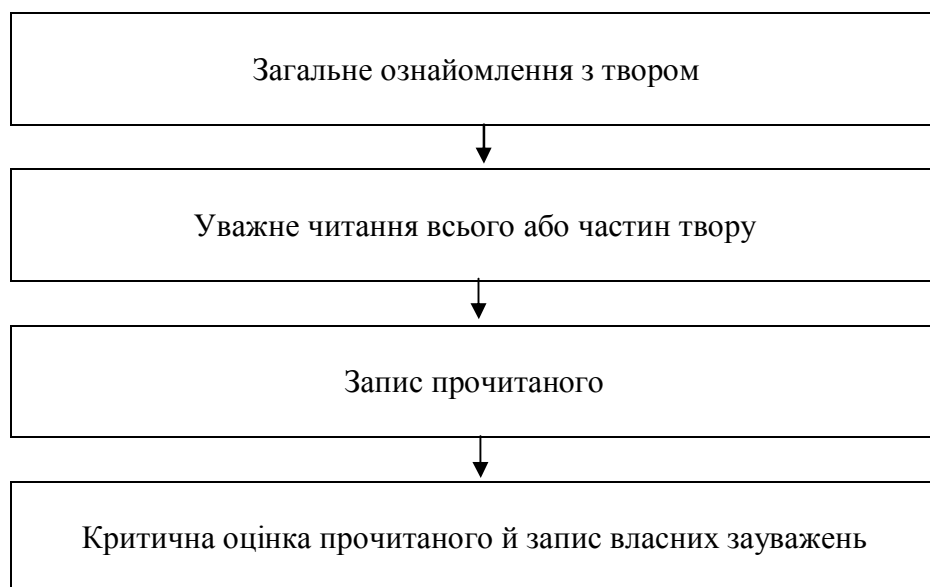 Загальне ознайомлення з твором
Уважне читання всього або частин твору
Запис прочитаного
Критична оцінка прочитаного й запис власних зауважень